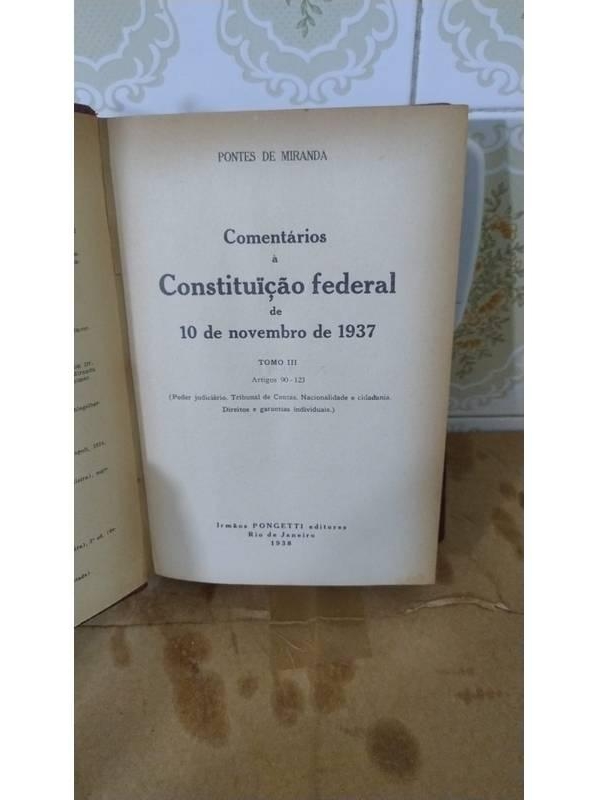 PONTES DE MIRANDA
Comentários
à
Constituïção federal
de
10 de novembro de 1937
TOMO III
Artigos 90-123
(Poder judiciário. Tribunal de Contas. Nacionalidade e cidadania.
Direitos e garantias individuais.)
Irmãos PONGETTI editores
Rio de Janeiro
1938